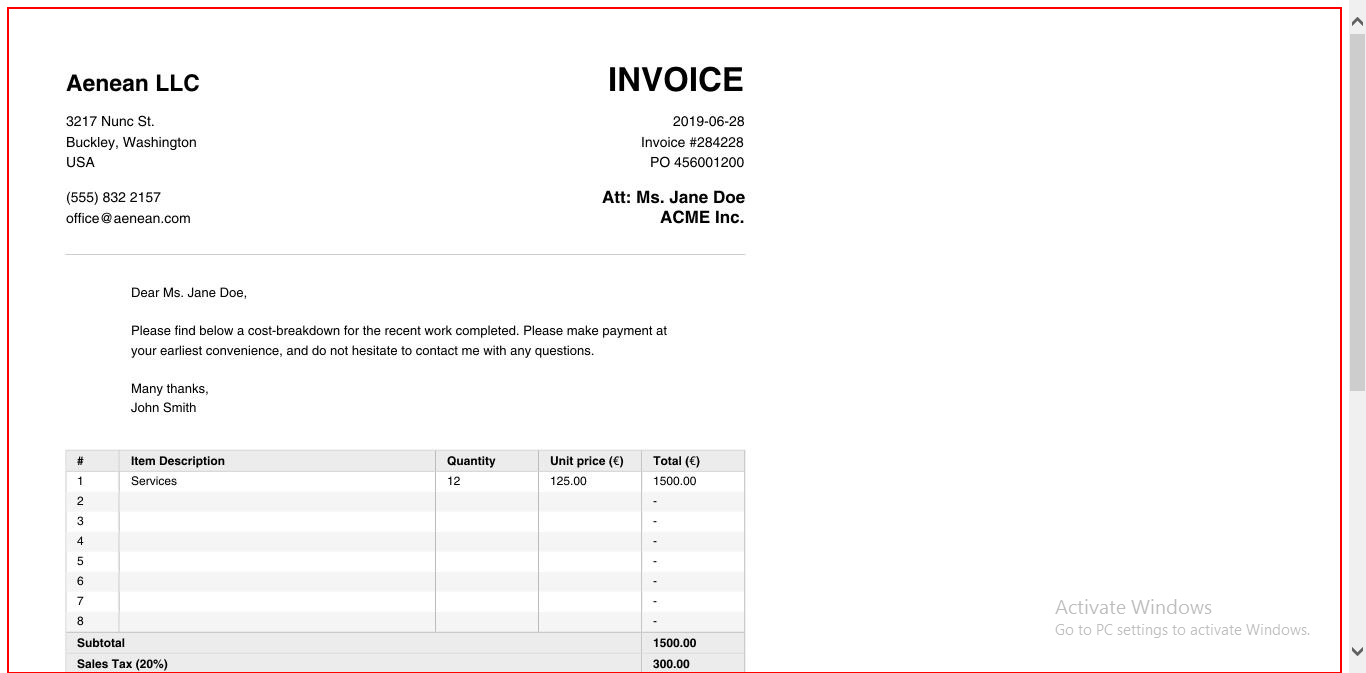 Aenean LLC
INVOICE
3217 Nunc St.
2019-06-28
Buckley, Washington
Invoice #284228
USA
PO 456001200
(555) 832 2157
Att: Ms. Jane Doe
office@aenean.com
ACME Inc.
Dear Ms. Jane Doe,
Please find below a cost-breakdown for the recent work completed. Please make payment at
your earliest convenience, and do not hesitate to contact me with any questions.
Many thanks,
John Smith
# Item Description Quantity Unit price (€) Total (€)
1 Services 12 125.00 1500.00
2 -
3 -
4 -
5 -
6 -
7 -
8 -
Subtotal 1500.00
Sales Tax (20%) 300.00
Activate Windows
Go to PC settings to activate Windows.